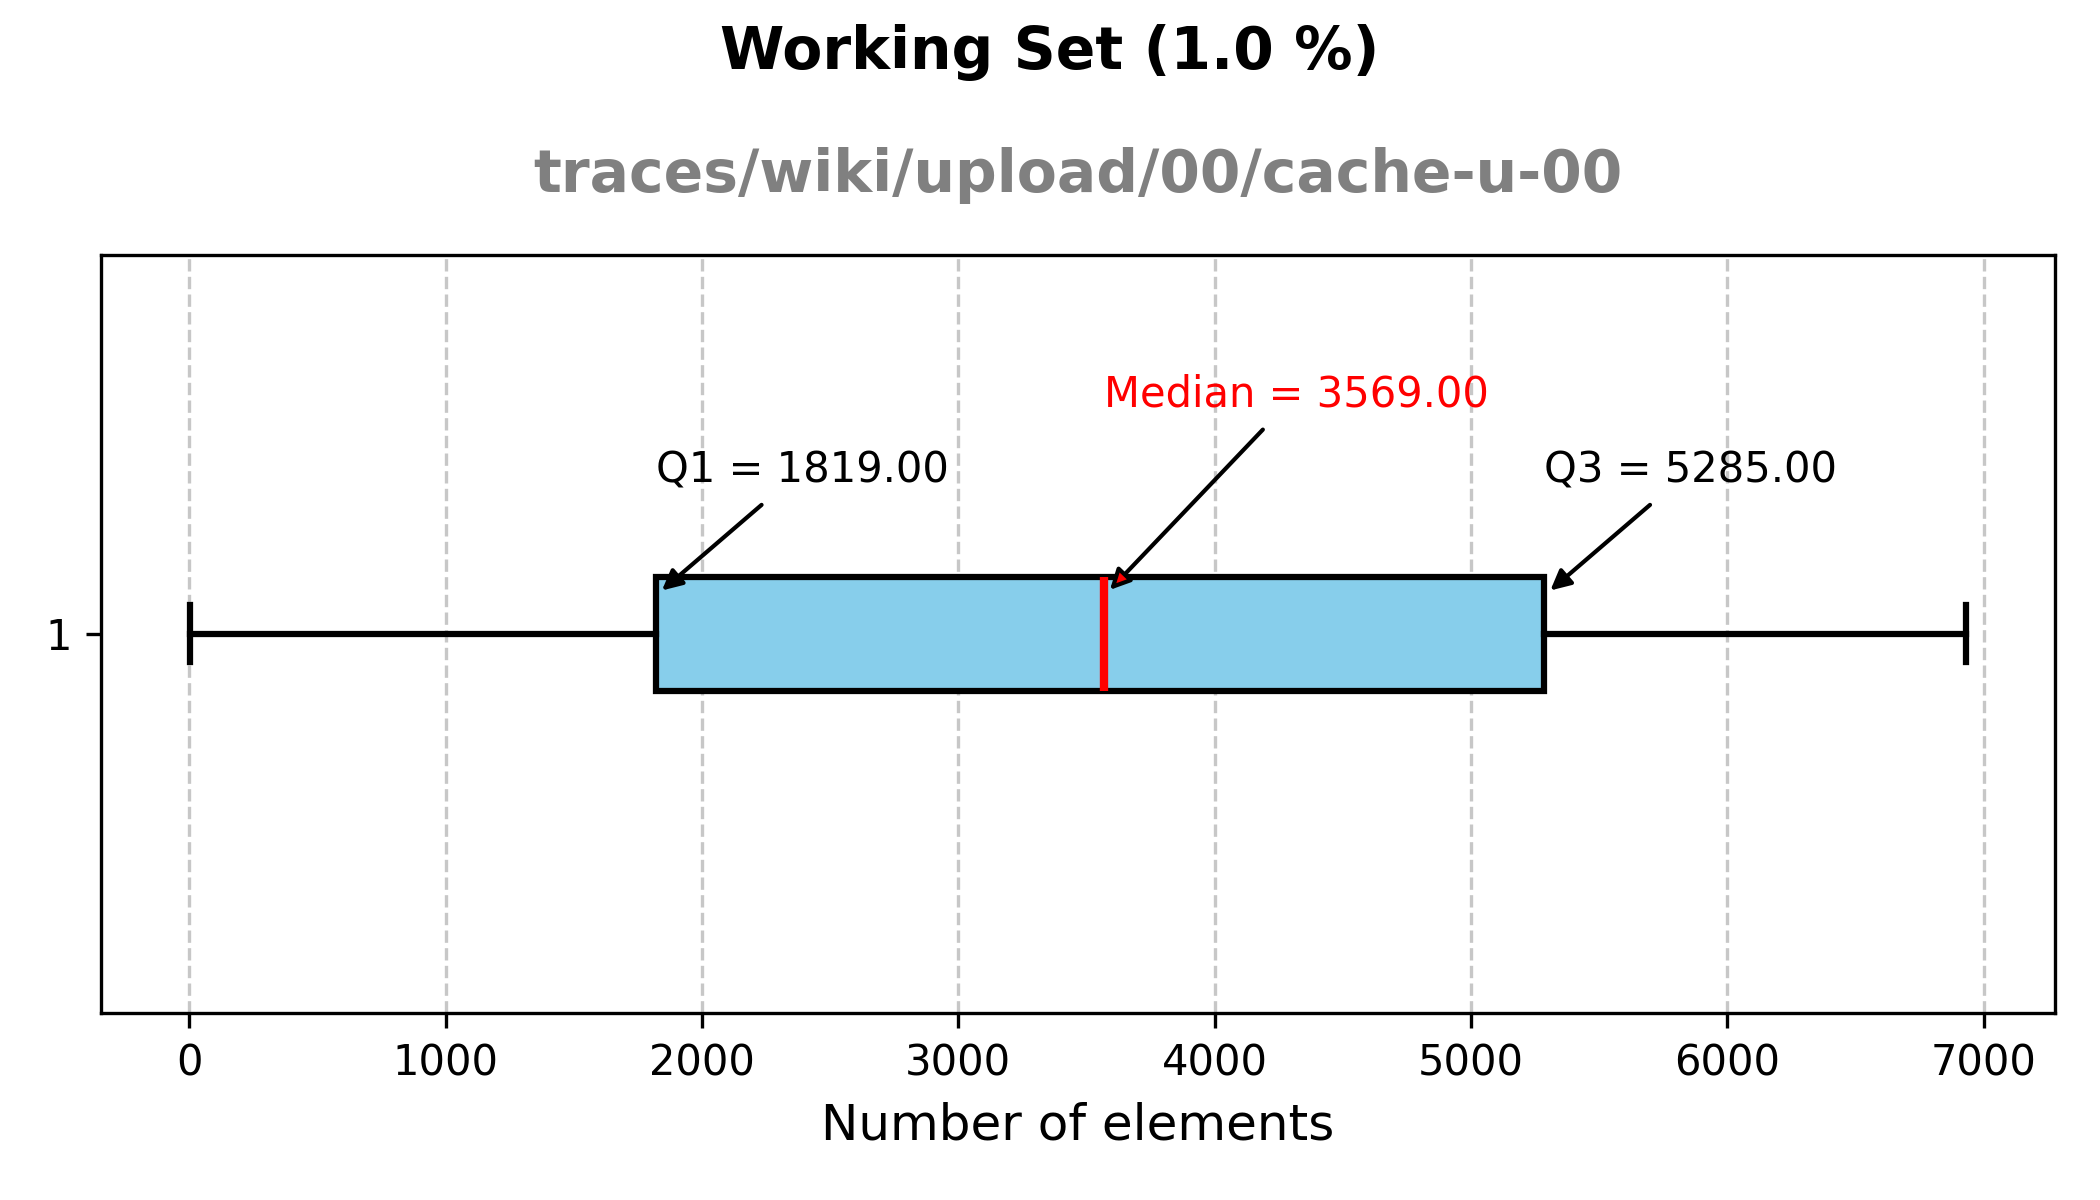 Working Set (1.0 %)
traces/wiki/upload/00/cache-u-00
Median = 3569.00
Q1 = 1819.00
Q3 = 5285.00
1
0 1000 2000 3000 4000 5000 6000 7000
Number of elements